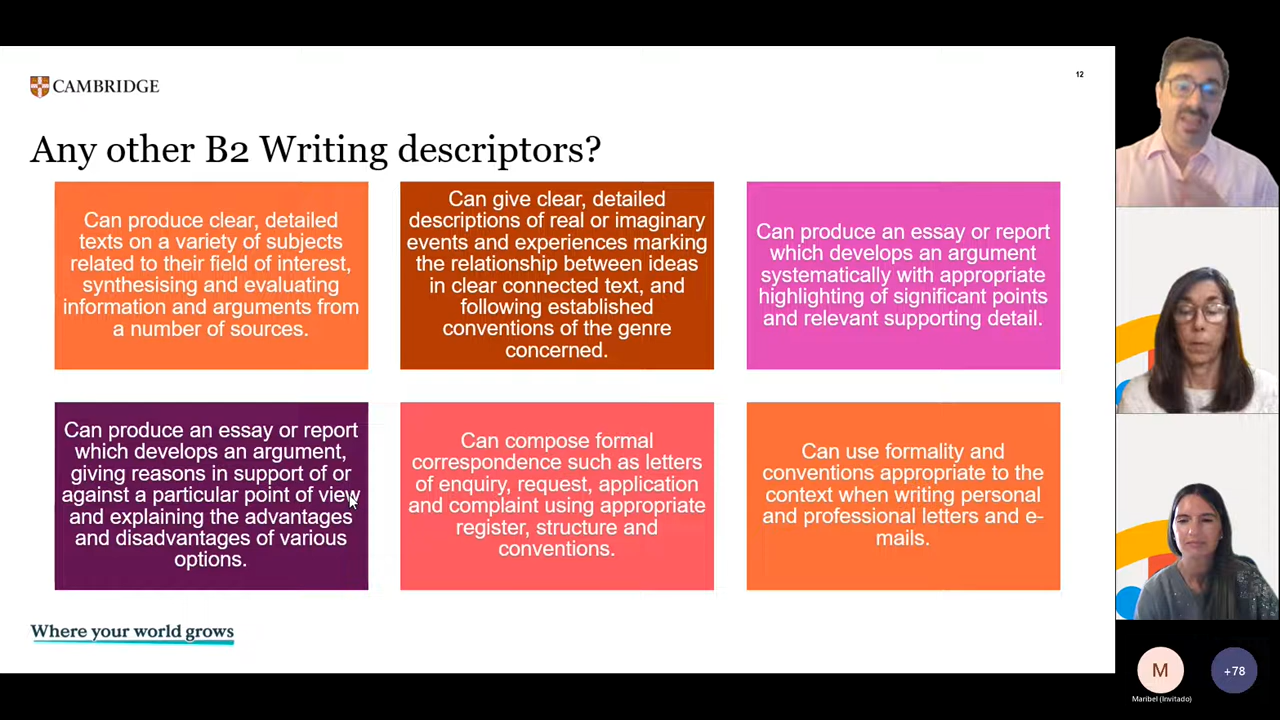 12
CAMBRIDGE
Any other B2 Writing descriptors?
Can produce clear, detailed
texts on a variety of subjects
related to their field of interest,
synthesising and evaluating
information and arguments from
a number of sources.
Can give clear, detailed
descriptions of real or imaginary
events and experiences marking
the relationship between ideas
in clear connected text, and
following established
conventions of the genre
concerned.
Can produce an essay or report
which develops an argument
systematically with appropriate
highlighting of significant points
and relevant supporting detail.
Can produce an essay or report
which develops an argument,
giving reasons in support of or
against a particular point of view
and explaining the advantages
and disadvantages of various
options.
Can compose formal
correspondence such as letters
of enquiry, request, application
and complaint using appropriate
register, structure and
conventions.
Can use formality and
conventions appropriate to the
context when writing personal
and professional letters and e-
mails.
Where your world grows
M
+78
Maribel (Invitado)